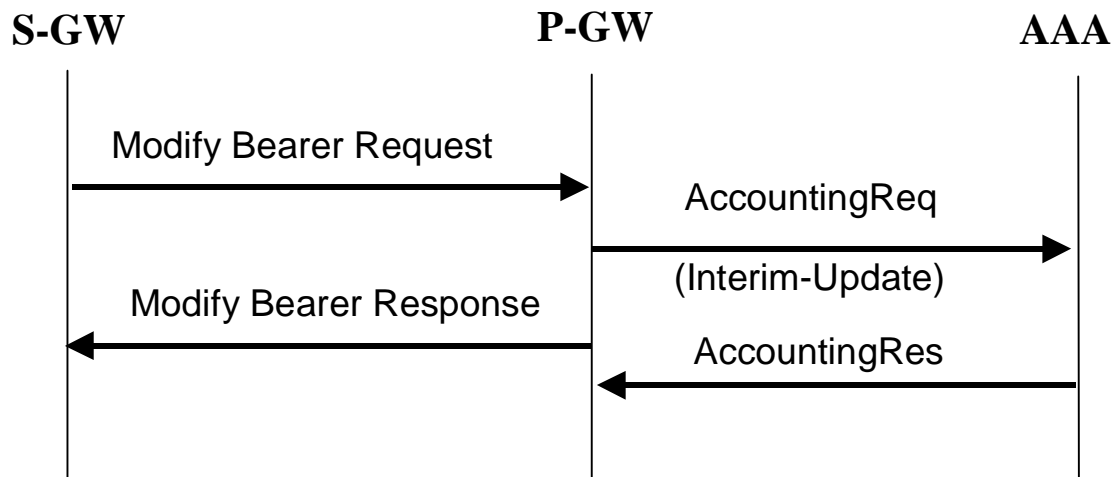 S-GW
P-GW
AAA
Modify Bearer Request
AccountingReq
(Interim-Update)
Modify Bearer Response
AccountingRes